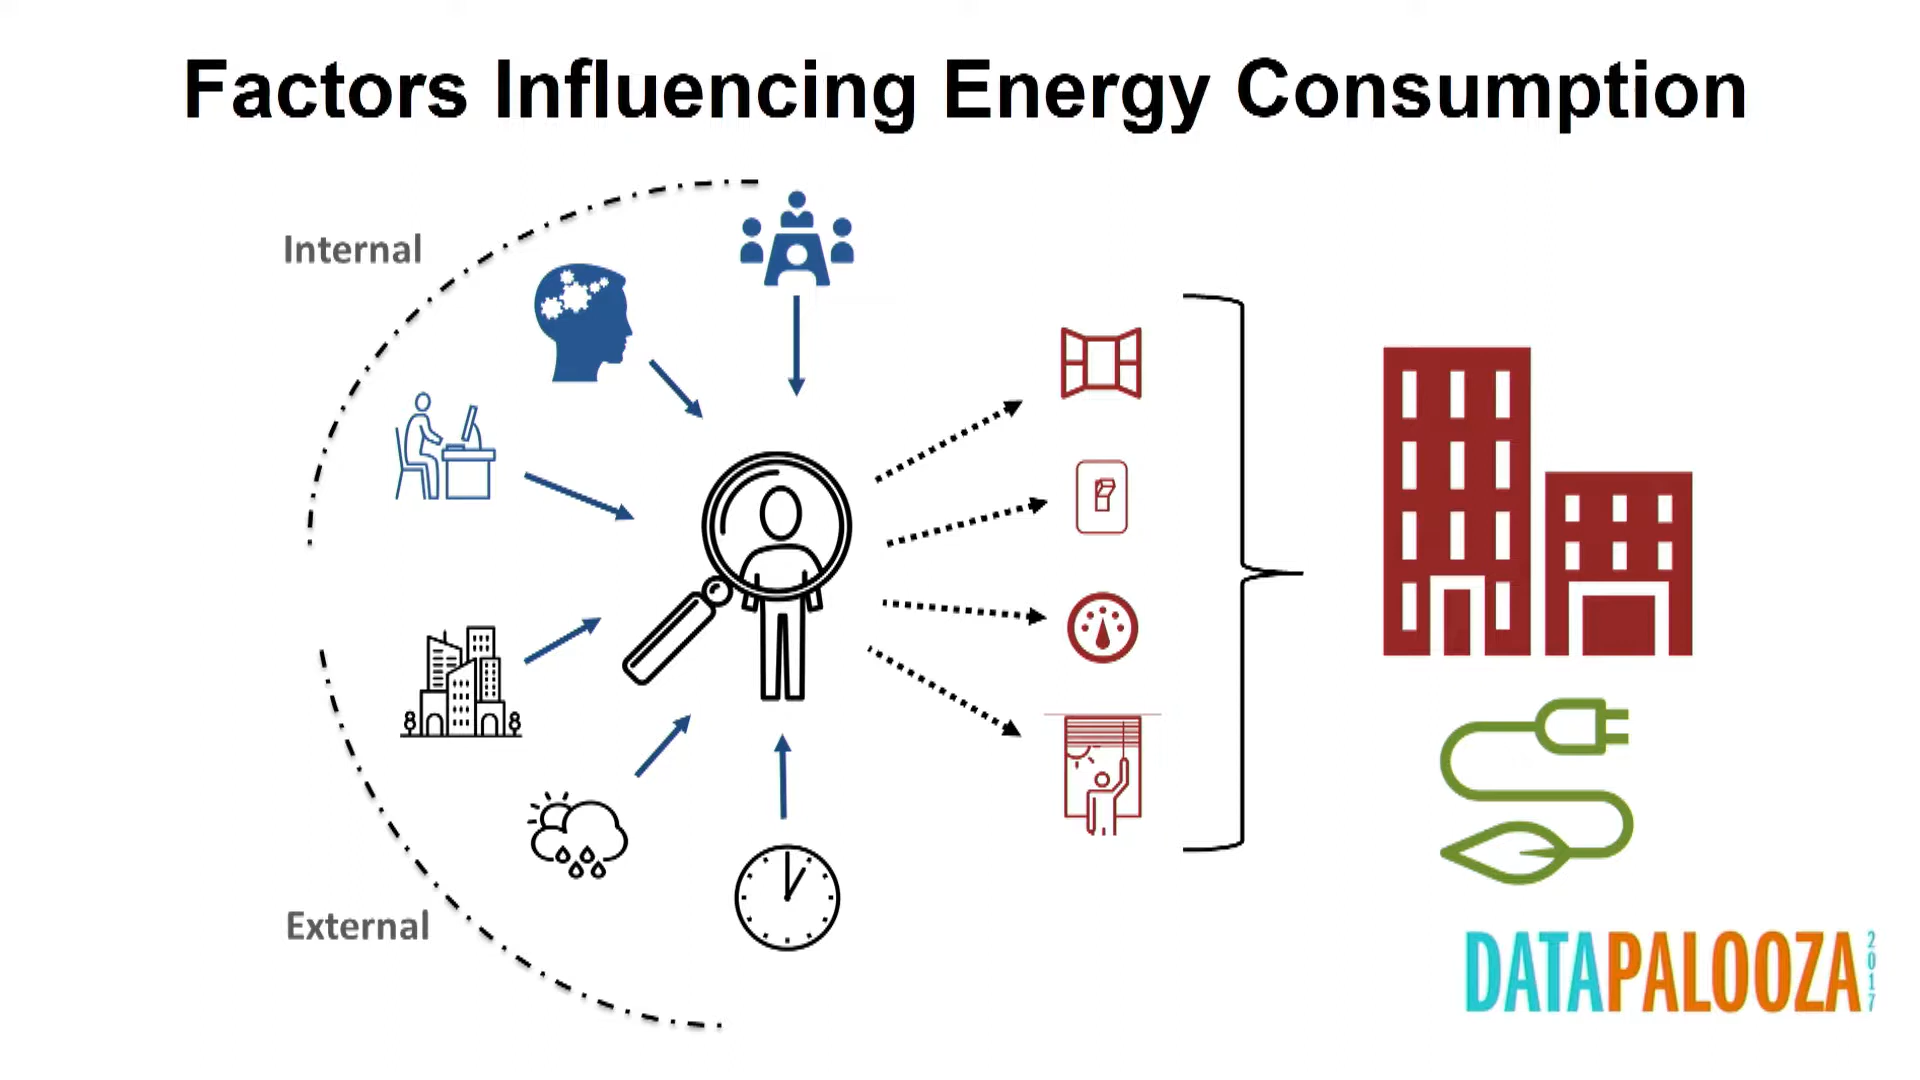 Factors Influencing Energy Consumption
Internal
External
DATAPALOOZA 2017